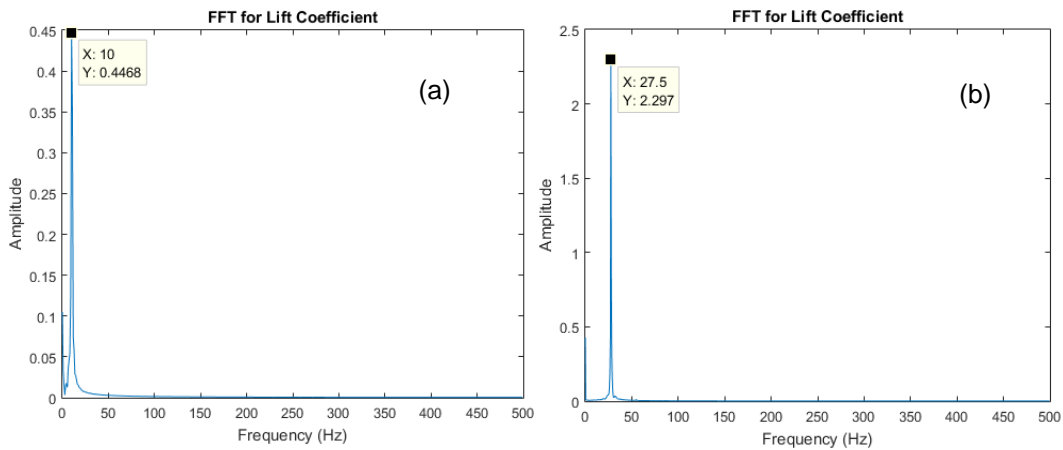 FFT for Lift Coefficient
0.45
0.4
0.35
0.3
0.25
0.2
0.15
0.1
0.05
0
Amplitude
X: 10
Y: 0.4468
(a)
0 50 100 150 200 250 300 350 400 450 500
Frequency (Hz)
FFT for Lift Coefficient
2.5
2
1.5
1
0.5
0
Amplitude
X: 27.5
Y: 2.297
(b)
0 50 100 150 200 250 300 350 400 450 500
Frequency (Hz)